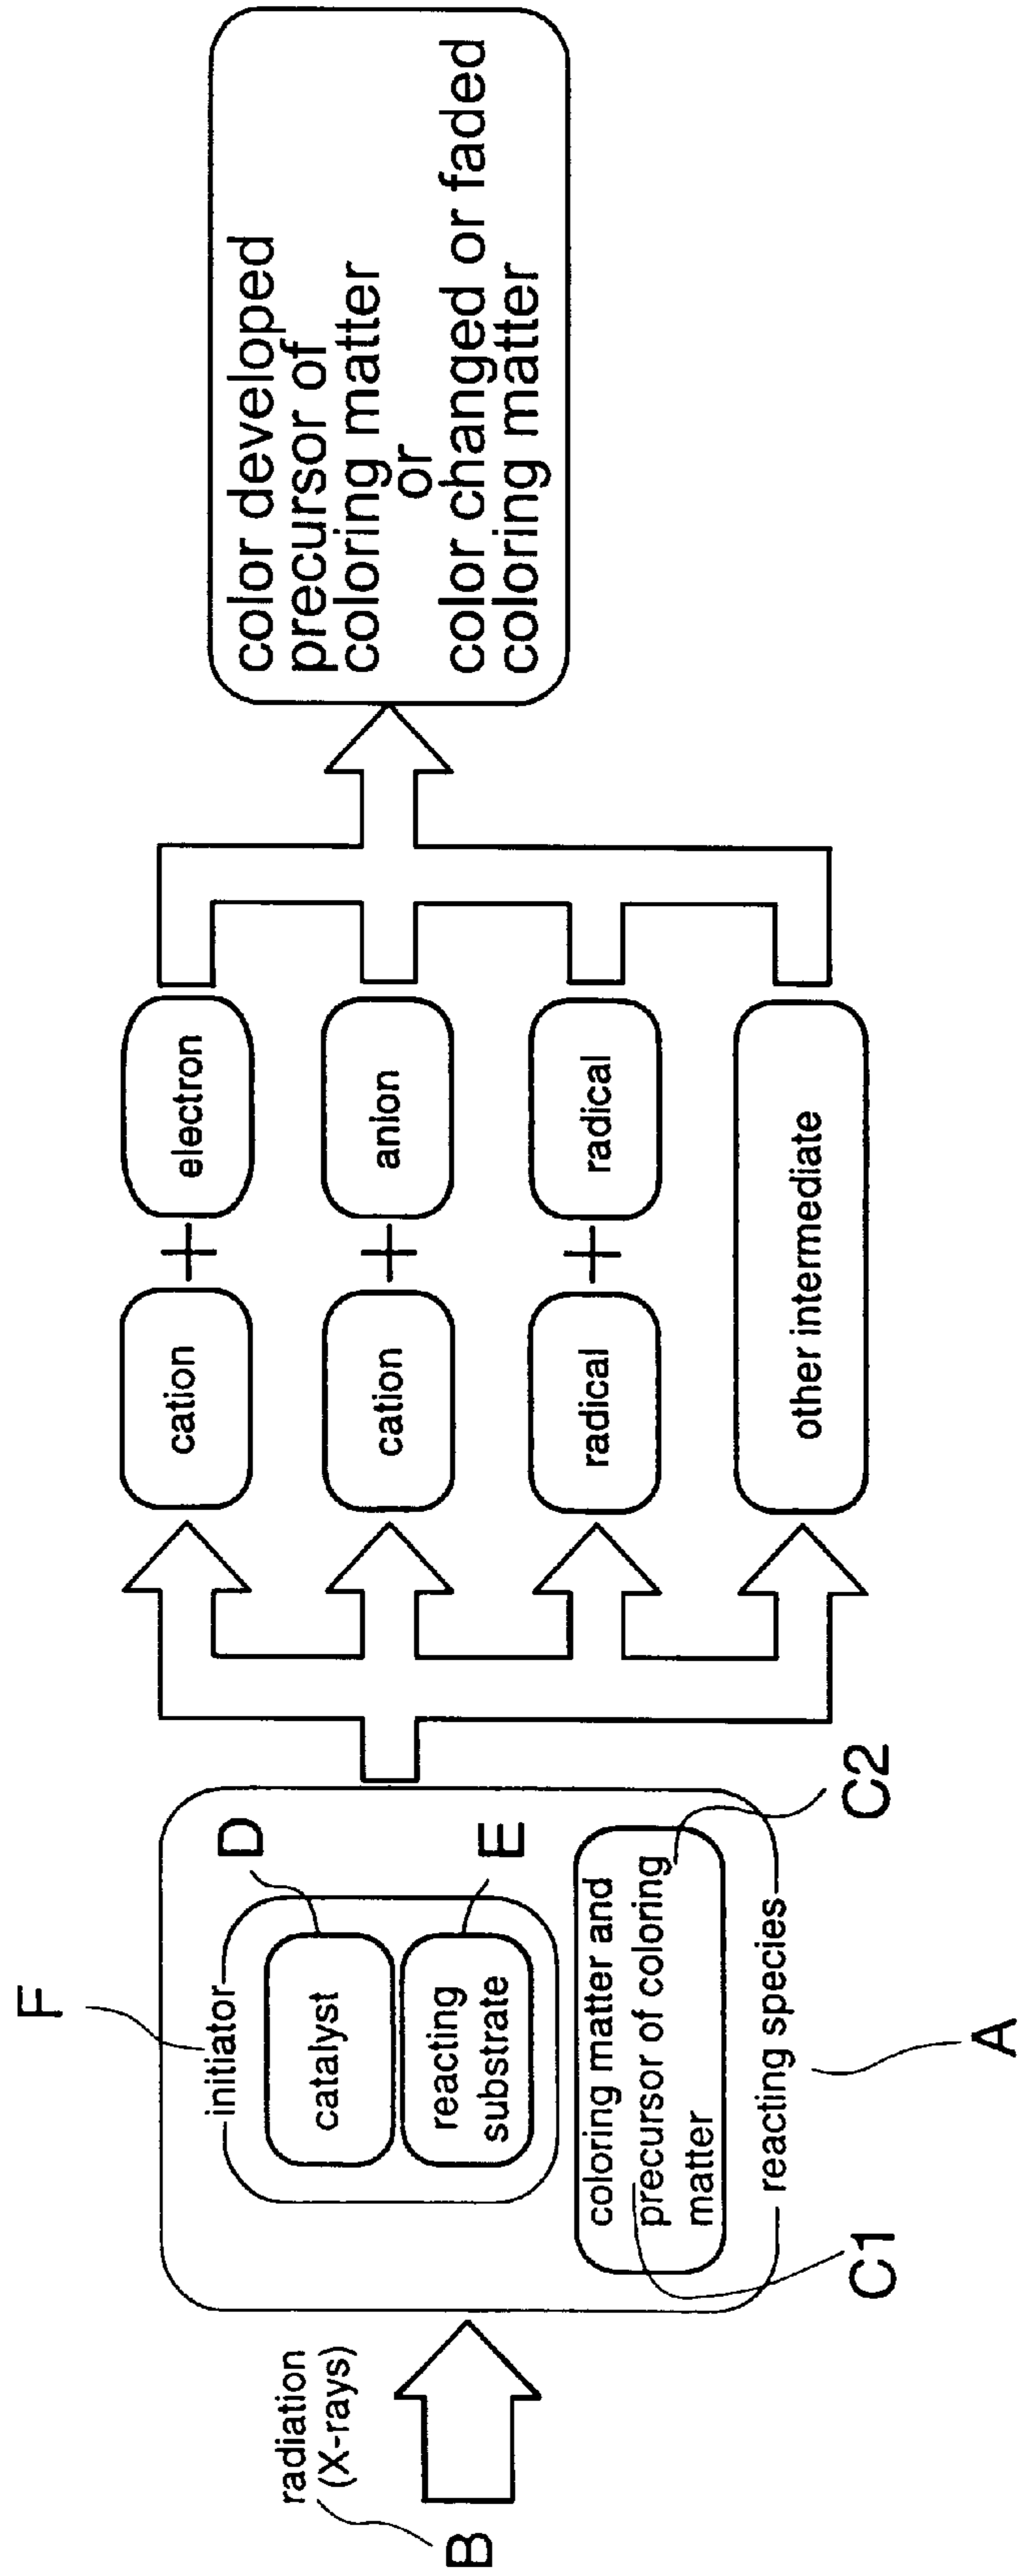 radiation
(X-rays)
B
F
initiator
D
catalyst
E
reacting
substrate
coloring matter and
precursor of coloring
matter
C1
C2
reacting species
A
cation
+
electron
cation
+
anion
radical
+
radical
other intermediate
color developed
precursor of
coloring matter
or
color changed or faded
coloring matter